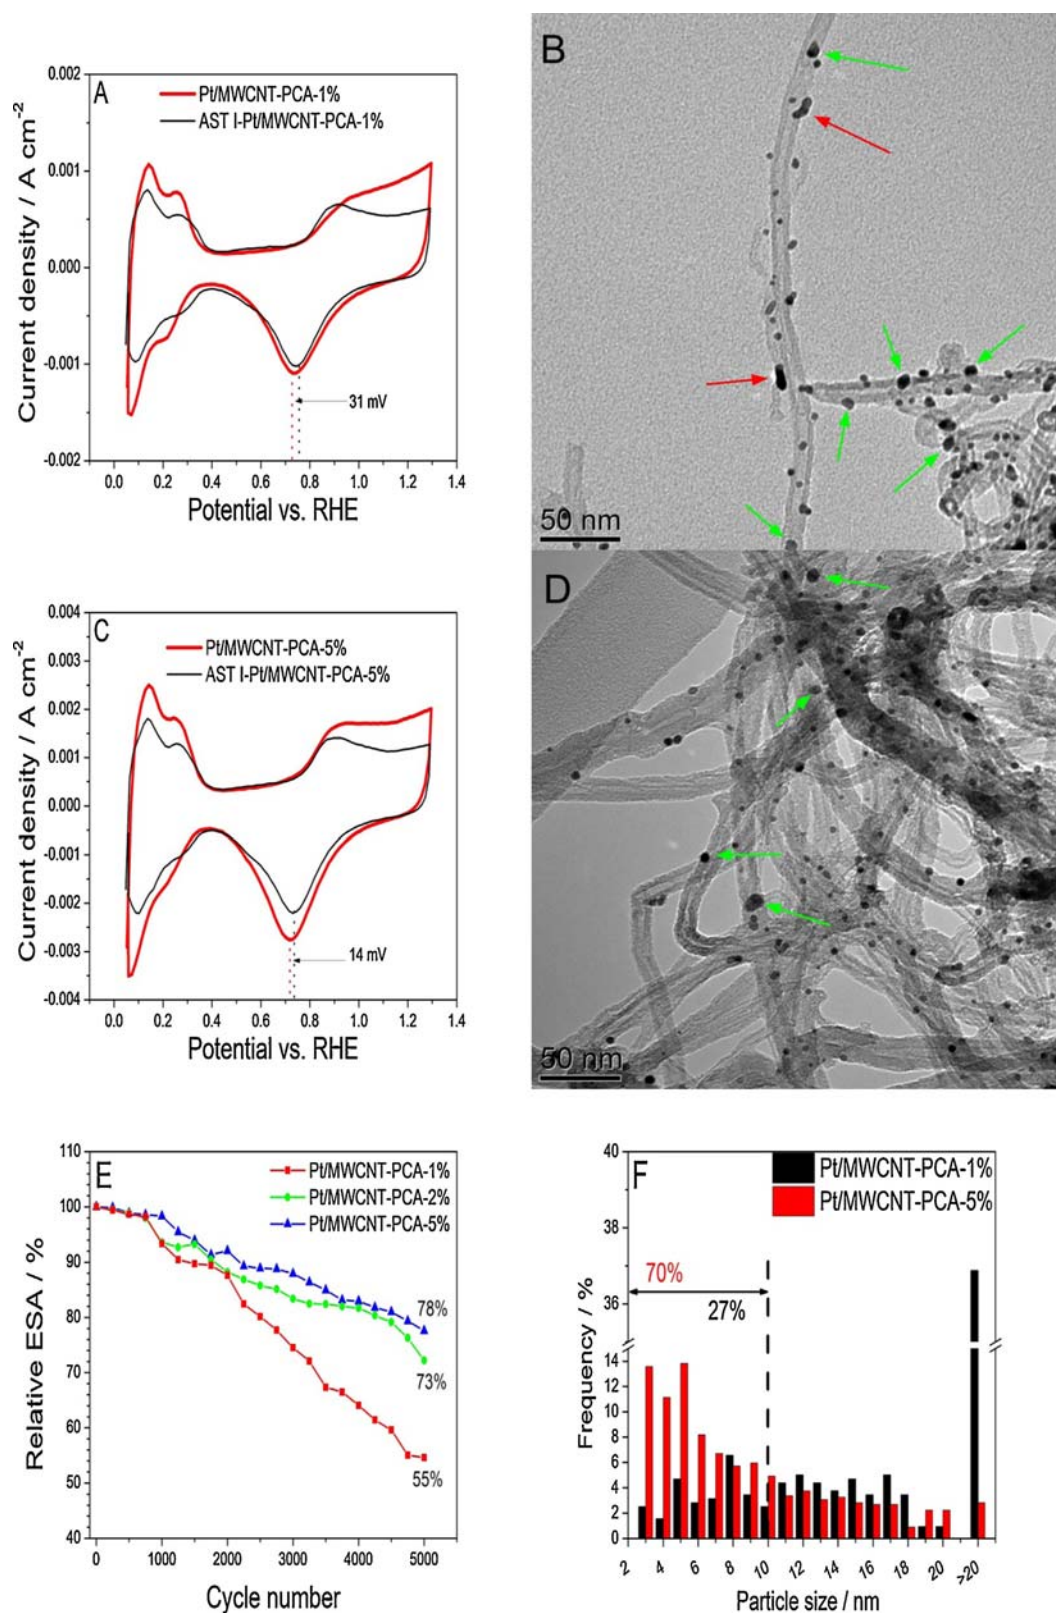 A
Pt/MWCNT-PCA-1%
AST I-Pt/MWCNT-PCA-1%
Current density / A cm⁻²
0.002
0.001
0.000
-0.001
-0.002
31 mV
0.0 0.2 0.4 0.6 0.8 1.0 1.2 1.4
Potential vs. RHE
B
50 nm
C
Pt/MWCNT-PCA-5%
AST I-Pt/MWCNT-PCA-5%
Current density / A cm⁻²
0.004
0.003
0.002
0.001
0.000
-0.001
-0.002
-0.003
-0.004
14 mV
0.0 0.2 0.4 0.6 0.8 1.0 1.2 1.4
Potential vs. RHE
D
50 nm
E
Pt/MWCNT-PCA-1%
Pt/MWCNT-PCA-2%
Pt/MWCNT-PCA-5%
Relative ESA / %
110
100
90
80
70
60
50
40
78%
73%
55%
0 1000 2000 3000 4000 5000
Cycle number
F
Pt/MWCNT-PCA-1%
Pt/MWCNT-PCA-5%
Frequency / %
40
38
36
14
12
10
8
6
4
2
0
70%
27%
2 4 6 8 10 12 14 16 18 20 >20
Particle size / nm